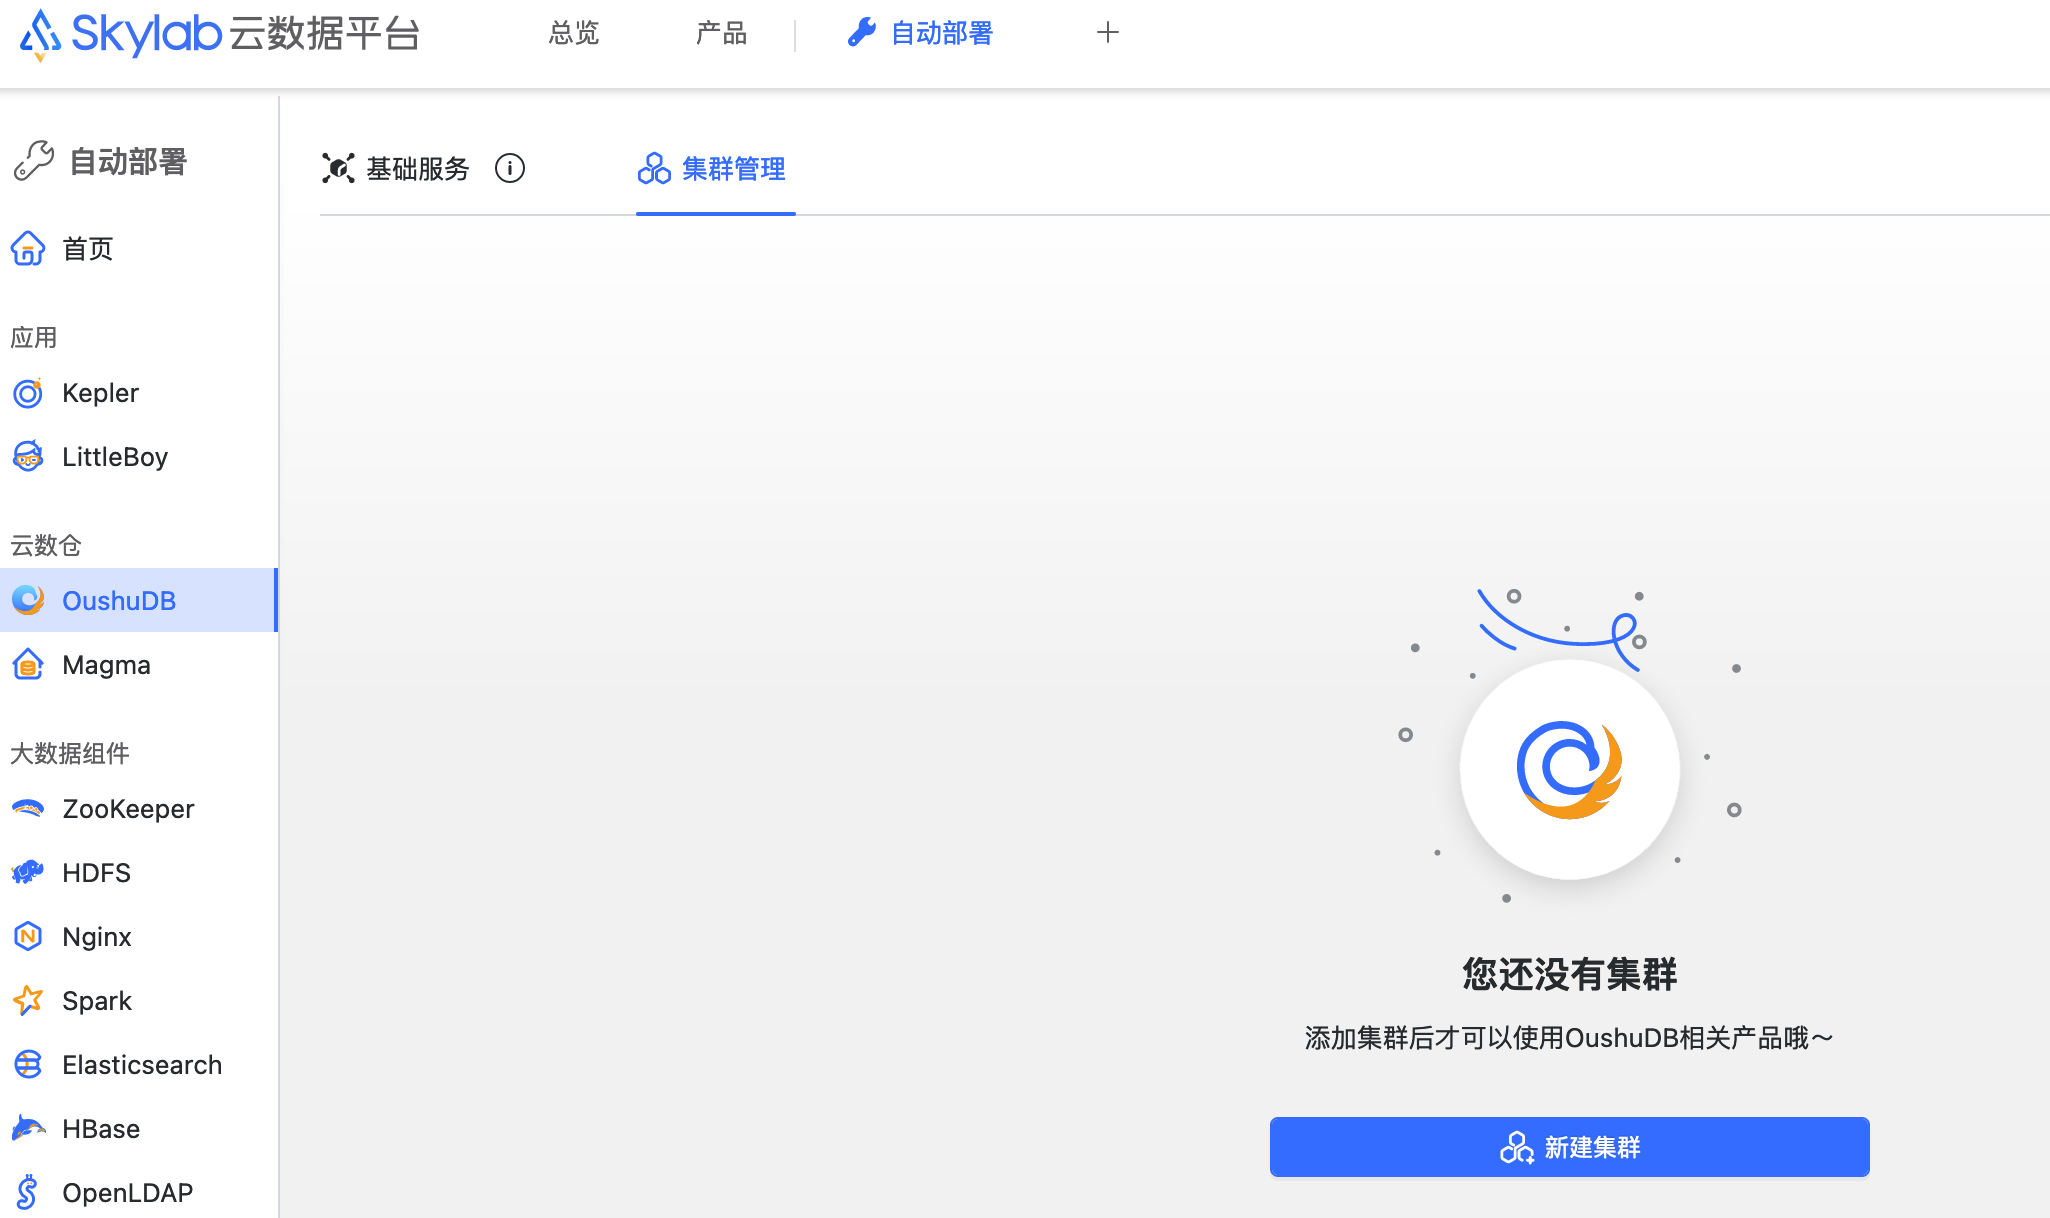 Skylab 云数据平台
总览
产品
自动部署
自动部署
首页
应用
Kepler
LittleBoy
云数仓
OushuDB
Magma
大数据组件
ZooKeeper
HDFS
Nginx
Spark
Elasticsearch
HBase
OpenLDAP
基础服务
集群管理
您还没有集群
添加集群后才可以使用OushuDB相关产品哦～
新建集群